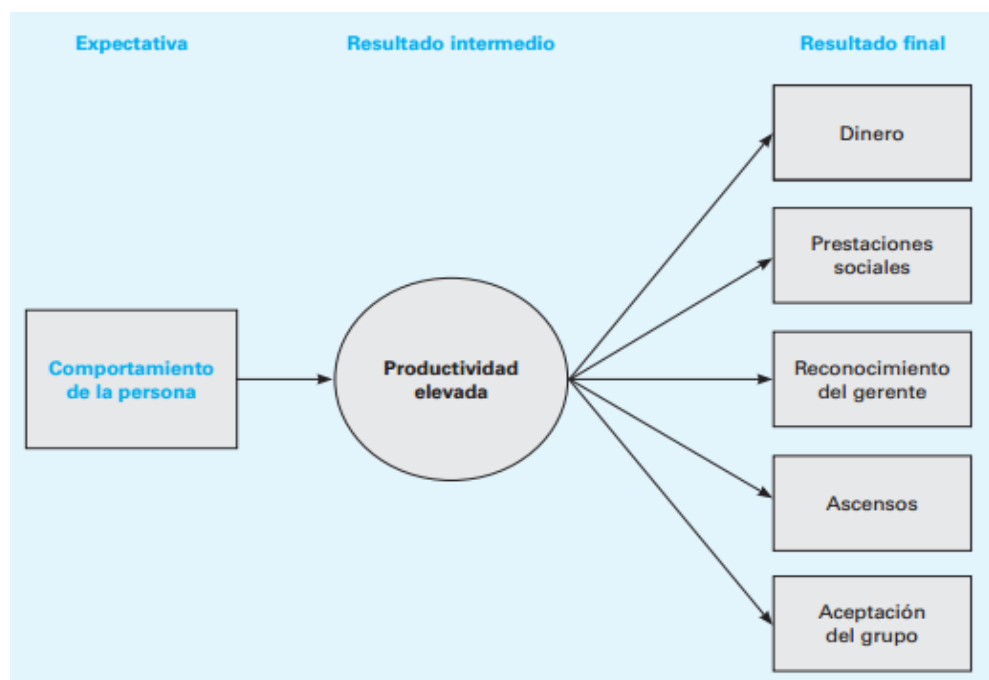 Expectativa
Resultado intermedio
Resultado final
Comportamiento
de la persona
Productividad
elevada
Dinero
Prestaciones
sociales
Reconocimiento
del gerente
Ascensos
Aceptación
del grupo